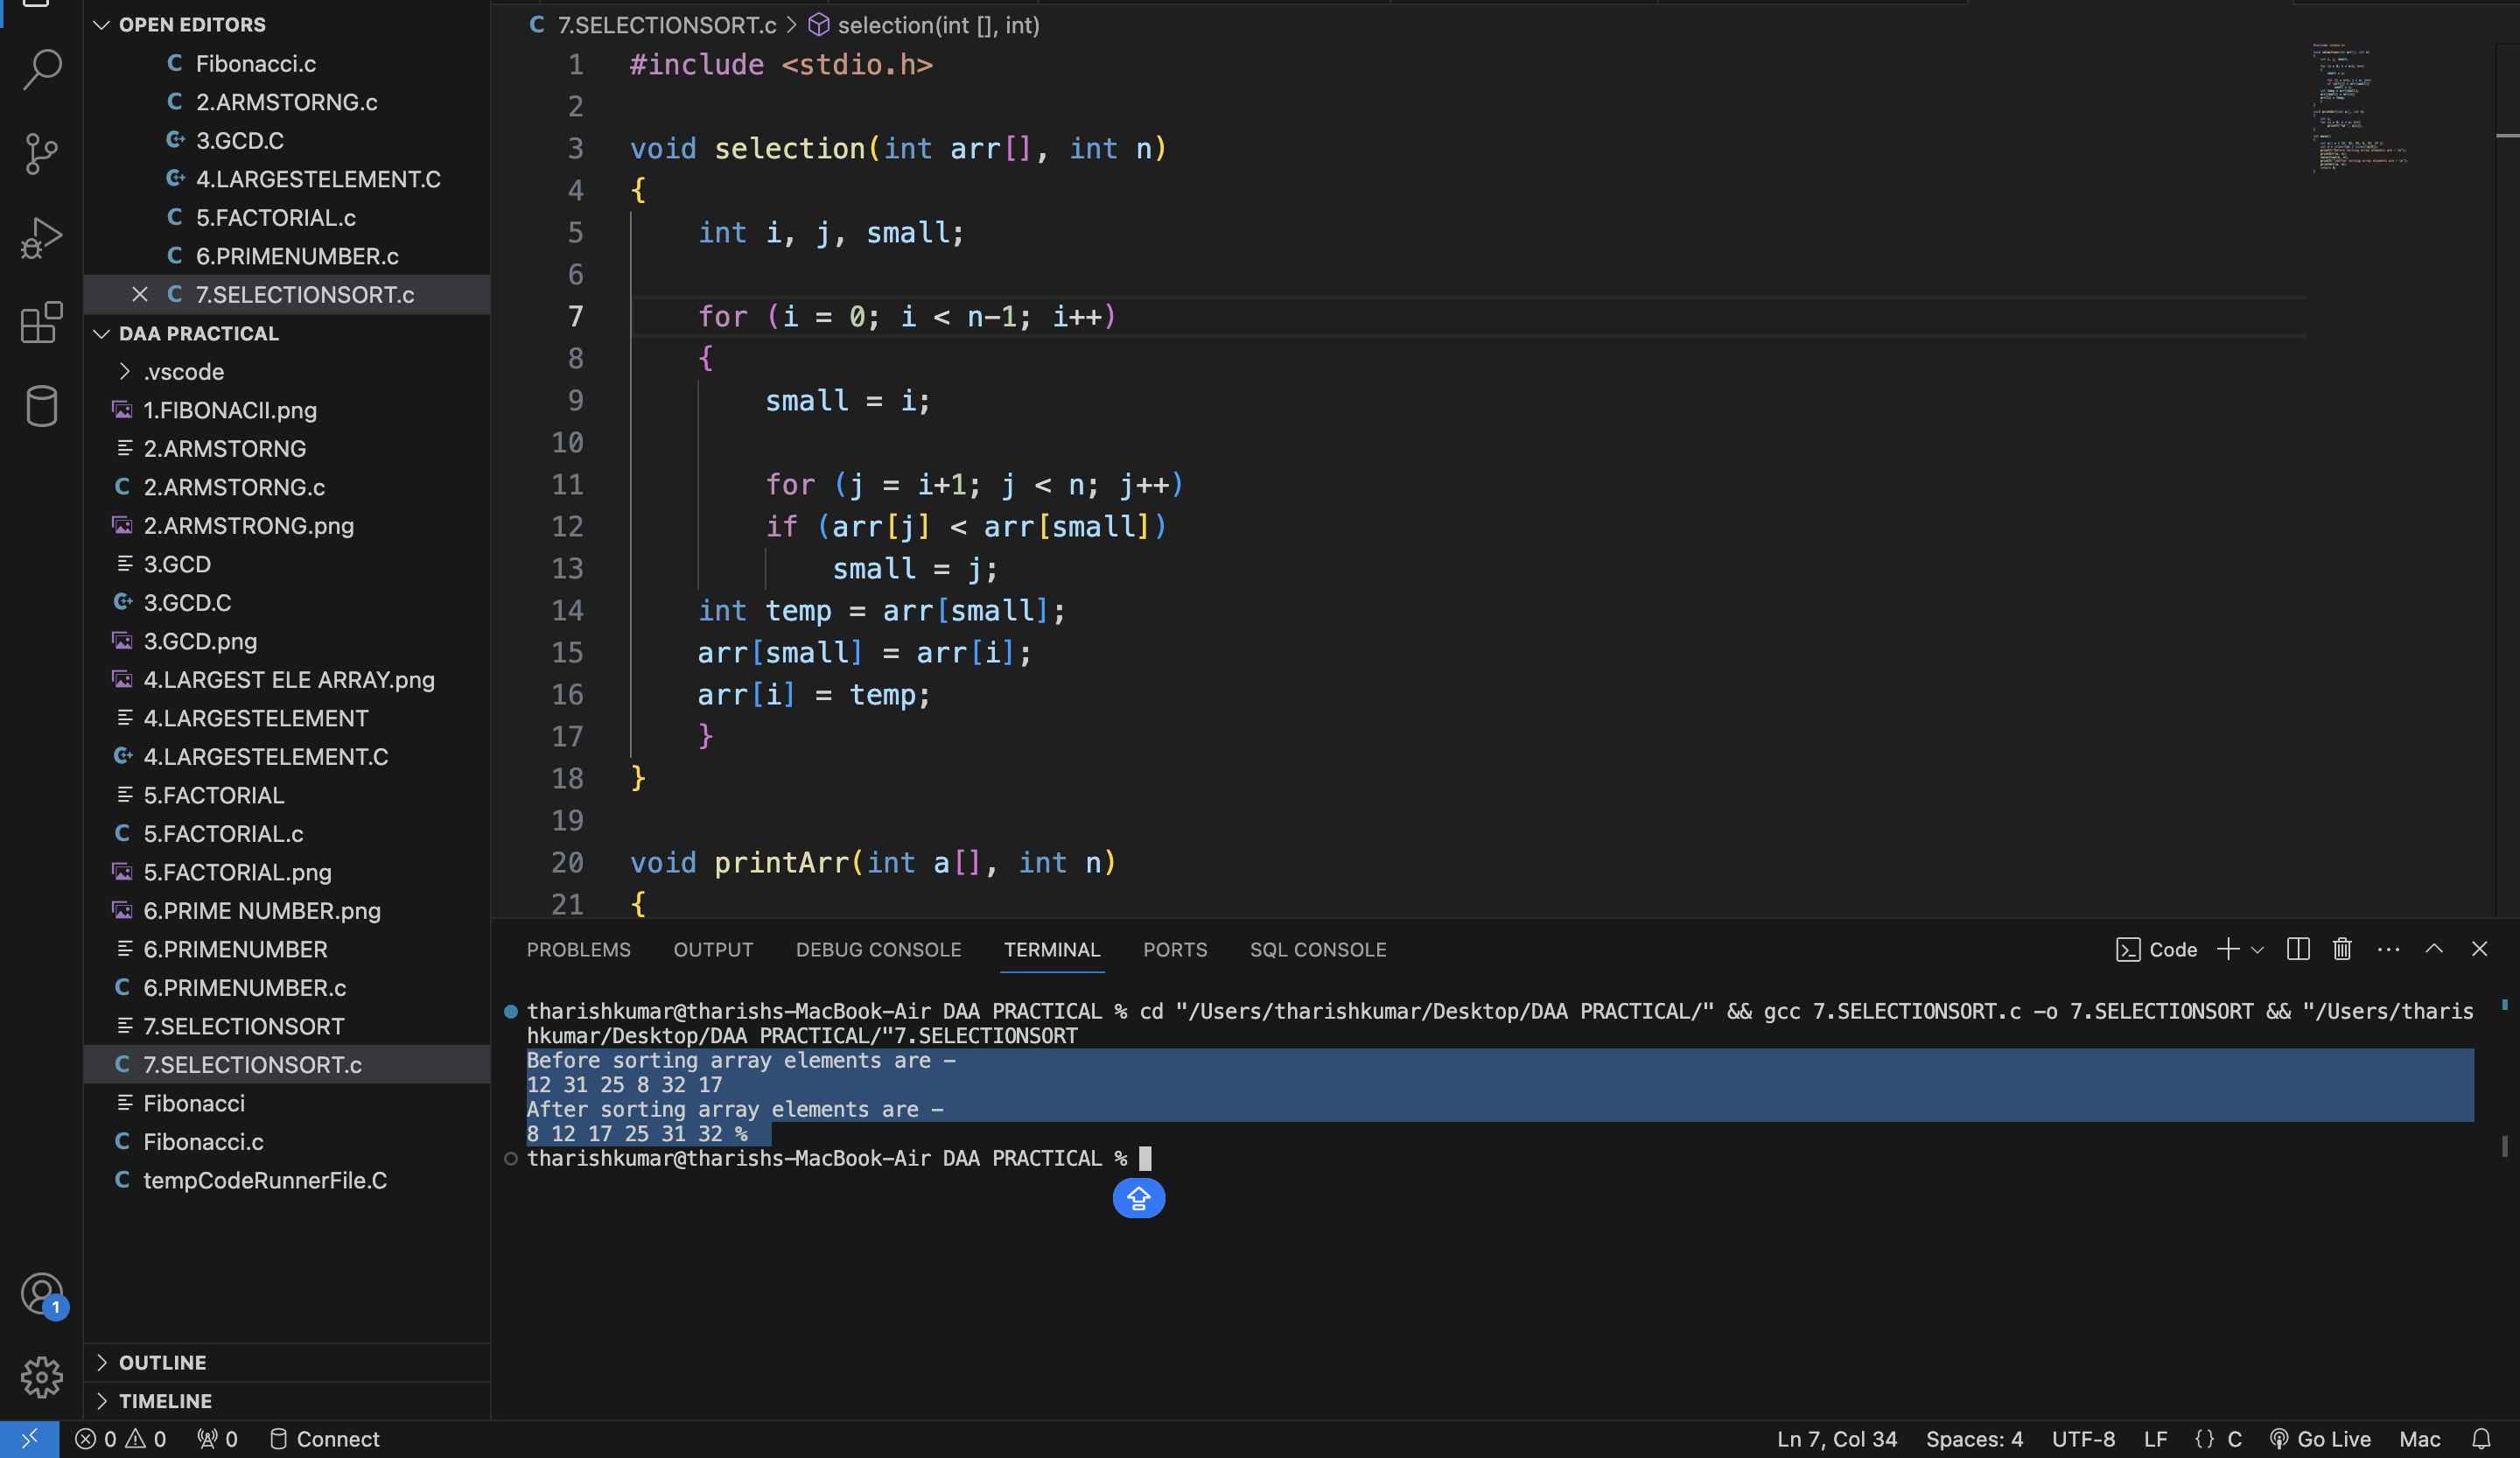 OPEN EDITORS
Fibonacci.c
2.ARMSTORNG.c
3.GCD.C
4.LARGESTELEMENT.C
5.FACTORIAL.c
6.PRIMENUMBER.c
7.SELECTIONSORT.c
DAA PRACTICAL
.vscode
1.FIBONACII.png
2.ARMSTORNG
2.ARMSTORNG.c
2.ARMSTRONG.png
3.GCD
3.GCD.C
3.GCD.png
4.LARGEST ELE ARRAY.png
4.LARGESTELEMENT
4.LARGESTELEMENT.C
5.FACTORIAL
5.FACTORIAL.c
5.FACTORIAL.png
6.PRIME NUMBER.png
6.PRIMENUMBER
6.PRIMENUMBER.c
7.SELECTIONSORT
7.SELECTIONSORT.c
Fibonacci
Fibonacci.c
tempCodeRunnerFile.C
OUTLINE
TIMELINE
1
7.SELECTIONSORT.c > selection(int [], int)
1 #include <stdio.h>
2
3 void selection(int arr[], int n)
4 {
5 int i, j, small;
6
7 for (i = 0; i < n-1; i++)
8 {
9 small = i;
10
11 for (j = i+1; j < n; j++)
12 if (arr[j] < arr[small])
13 small = j;
14 int temp = arr[small];
15 arr[small] = arr[i];
16 arr[i] = temp;
17 }
18 }
19
20 void printArr(int a[], int n)
21 {
PROBLEMS OUTPUT DEBUG CONSOLE TERMINAL PORTS SQL CONSOLE Code
tharishkumar@tharishs-MacBook-Air DAA PRACTICAL % cd "/Users/tharishkumar/Desktop/DAA PRACTICAL/" && gcc 7.SELECTIONSORT.c -o 7.SELECTIONSORT && "/Users/tharis
hkumar/Desktop/DAA PRACTICAL/"7.SELECTIONSORT
Before sorting array elements are -
12 31 25 8 32 17
After sorting array elements are -
8 12 17 25 31 32 %
tharishkumar@tharishs-MacBook-Air DAA PRACTICAL %
0 0 0 Connect Ln 7, Col 34 Spaces: 4 UTF-8 LF {} C Go Live Mac